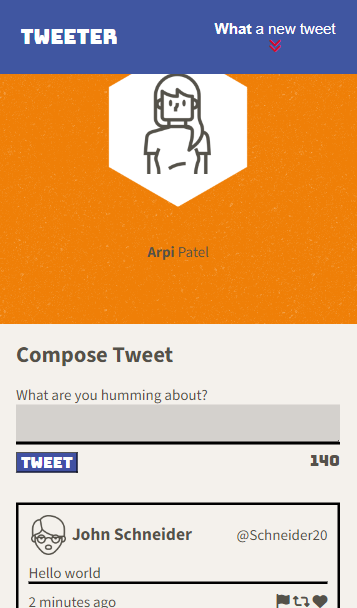 TWEETER
What a new tweet
Arpi Patel
Compose Tweet
What are you humming about?
TWEET
140
John Schneider
@Schneider20
Hello world
2 minutes ago